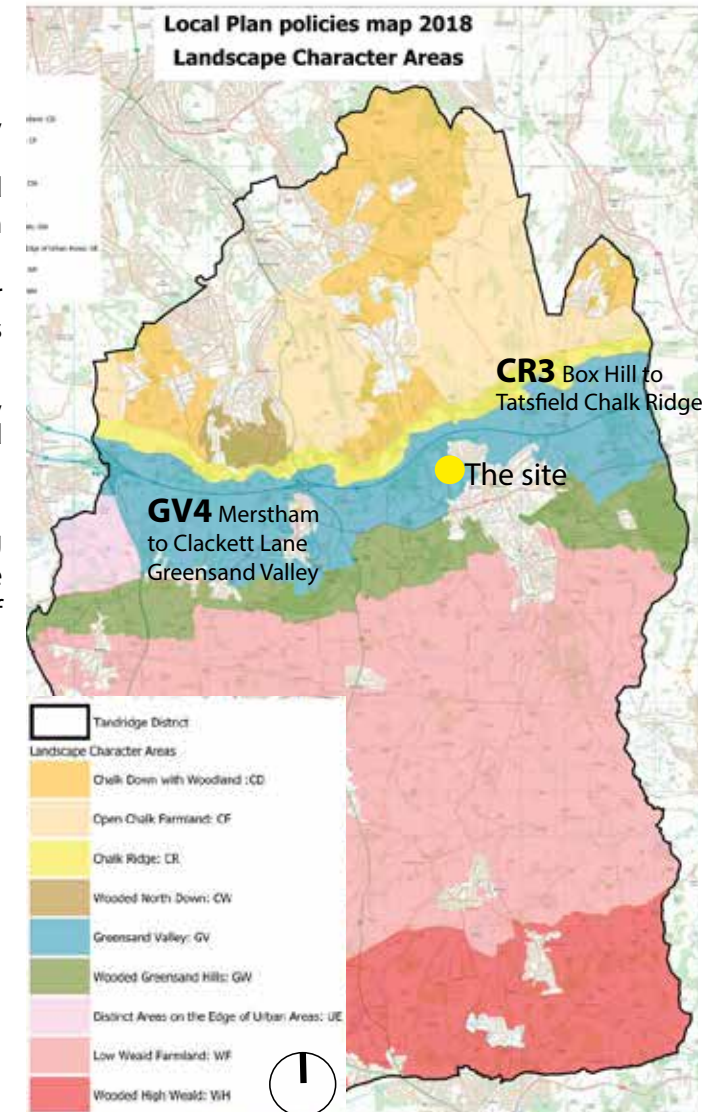 Local Plan policies map 2018
Landscape Character Areas
CR3 Box Hill to
Tatsfield Chalk Ridge
The site
GV4 Merstham
to Clackett Lane
Greensand Valley
Tandridge District
Landscape Character Areas
Chalk Down with Woodland :CD
Open Chalk Farmland: CF
Chalk Ridge: CR
Wooded North Down: CW
Greensand Valley: GV
Wooded Greensand Hills: GW
Distinct Areas on the Edge of Urban Areas: UE
Low Weald Farmland: WF
Wooded High Weald: WH